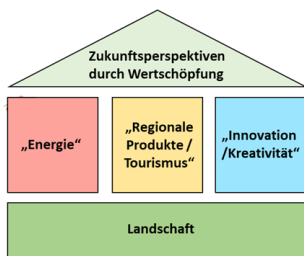 Zukunftsperspektiven
durch Wertschöpfung
„Energie“
„Regionale
Produkte /
Tourismus“
„Innovation
/Kreativität“
Landschaft